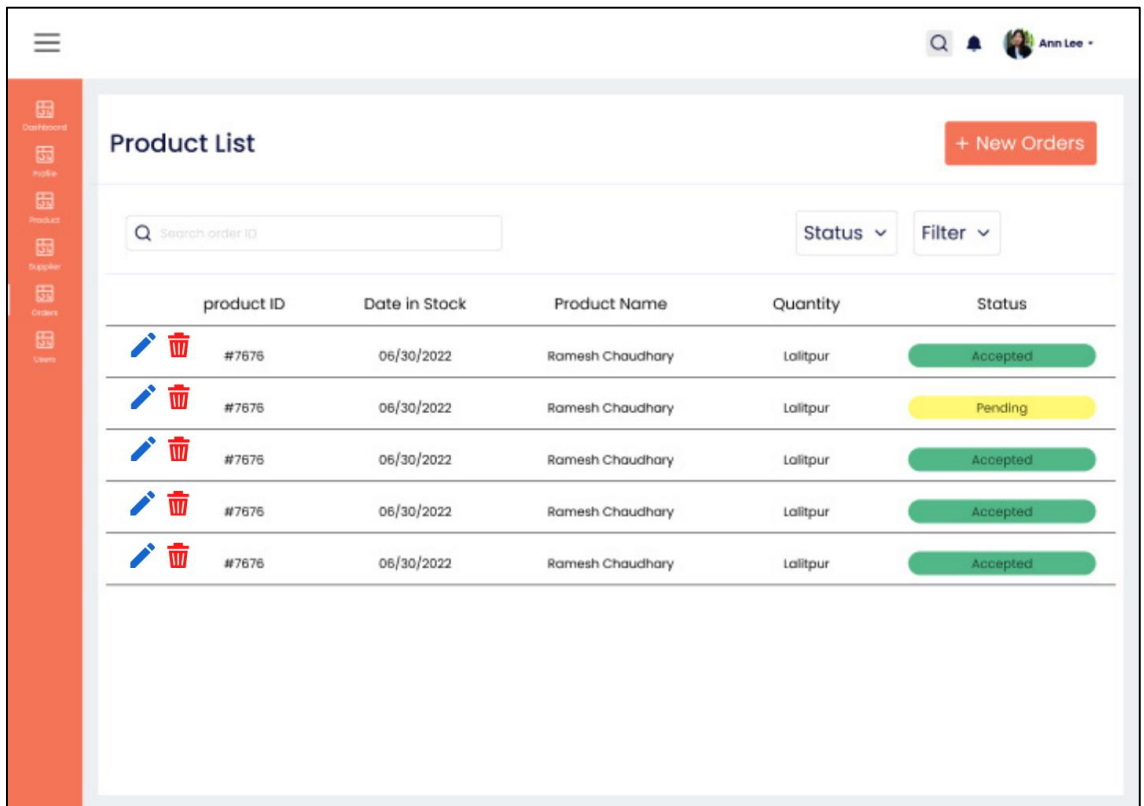 Ann Lee
Dashboard
Profile
Product
Supplier
Orders
Users
Product List
+ New Orders
Search order ID
Status
Filter
product ID Date in Stock Product Name Quantity Status
#7676 06/30/2022 Ramesh Chaudhary Lalitpur Accepted
#7676 06/30/2022 Ramesh Chaudhary Lalitpur Pending
#7676 06/30/2022 Ramesh Chaudhary Lalitpur Accepted
#7676 06/30/2022 Ramesh Chaudhary Lalitpur Accepted
#7676 06/30/2022 Ramesh Chaudhary Lalitpur Accepted